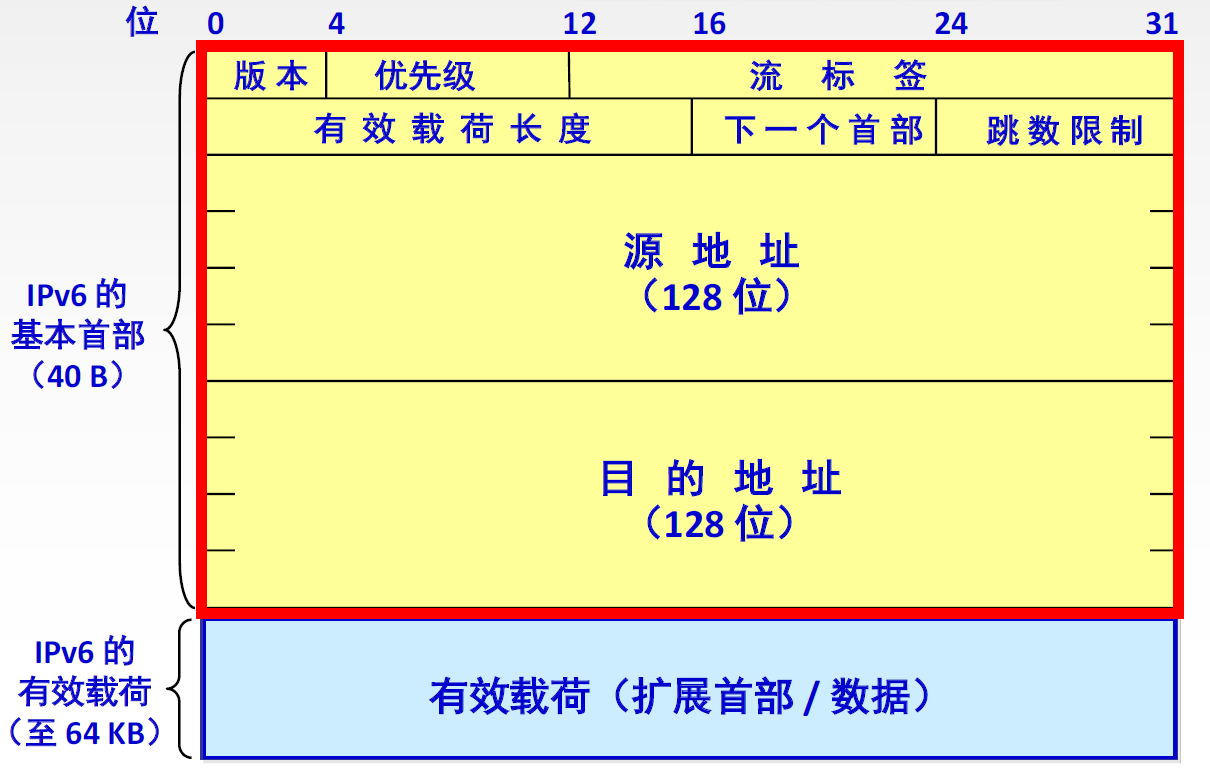 位 0 4 12 16 24 31
版本 优先级 流标签
有效载荷长度 下一个首部 跳数限制
源地址
（128 位）
IPv6 的
基本首部
（40 B）
目的地址
（128 位）
IPv6 的
有效载荷
（至 64 KB）
有效载荷（扩展首部 / 数据）